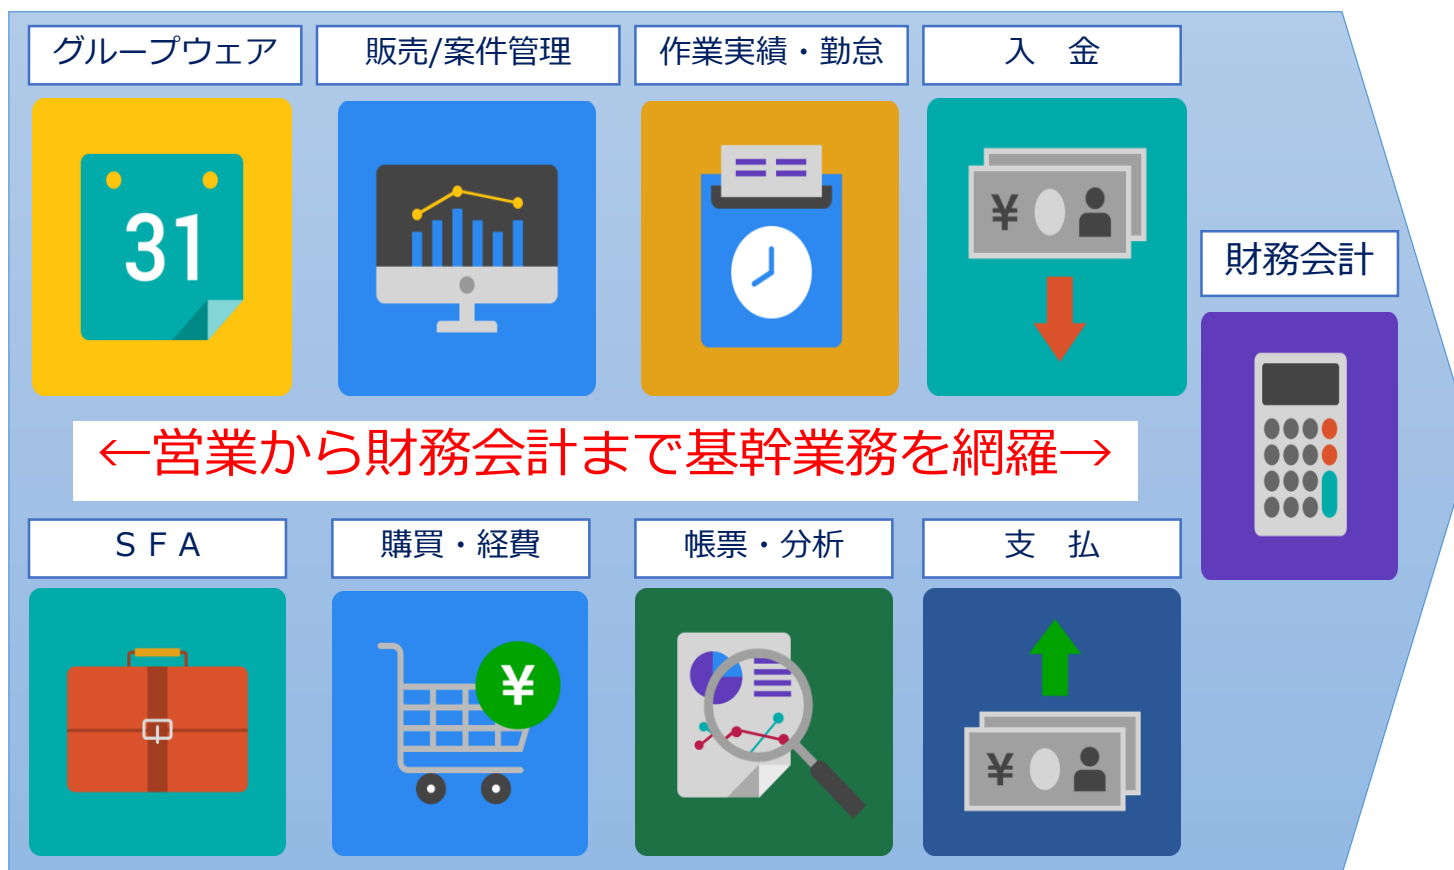 グループウェア
販売/案件管理
作業実績・勤怠
入　金
31
¥
財務会計
←営業から財務会計まで基幹業務を網羅→
ＳＦＡ
購買・経費
帳票・分析
支　払
¥
¥